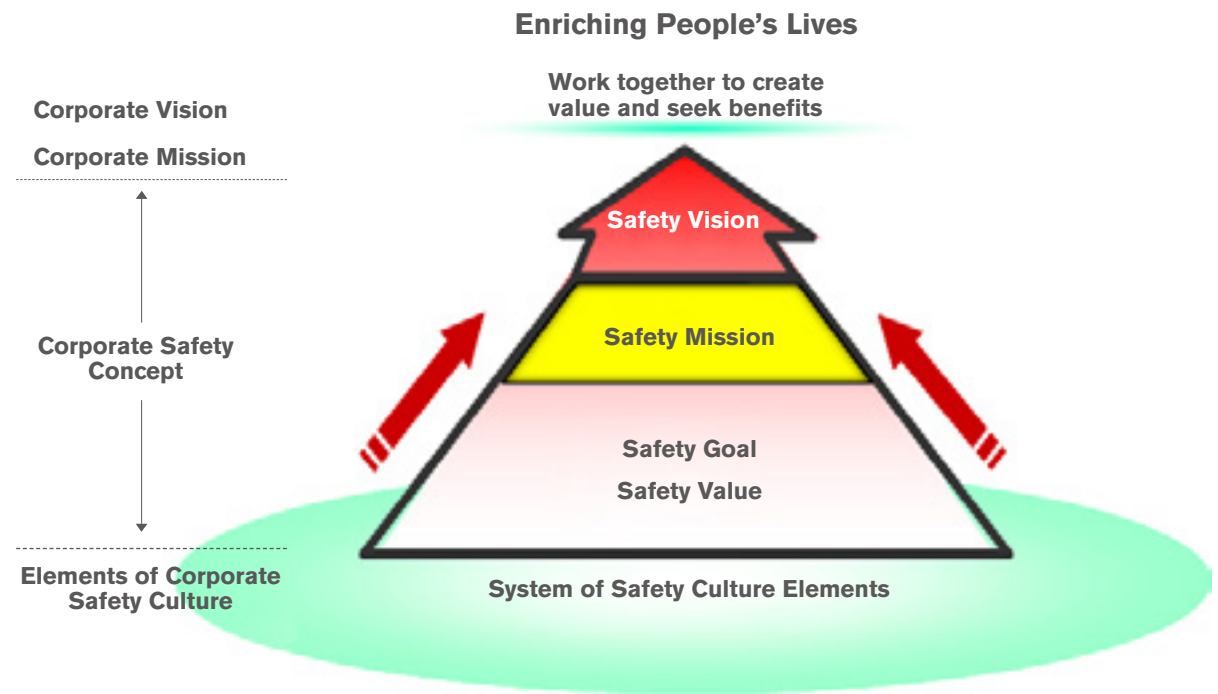 Enriching People’s Lives
Work together to create
value and seek benefits
Corporate Vision
Corporate Mission
Safety Vision
Safety Mission
Corporate Safety
Concept
Safety Goal
Safety Value
Elements of Corporate
Safety Culture
System of Safety Culture Elements